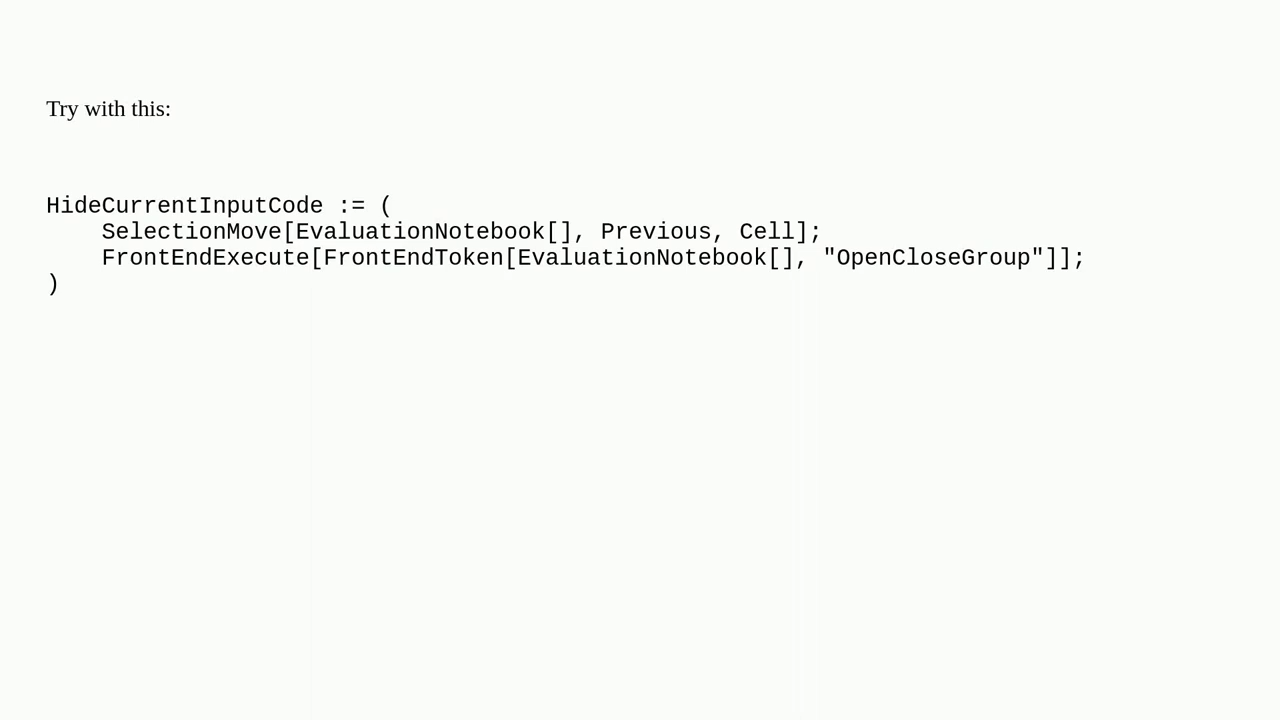 Try with this:
HideCurrentInputCode := (
    SelectionMove[EvaluationNotebook[], Previous, Cell];
    FrontEndExecute[FrontEndToken[EvaluationNotebook[], "OpenCloseGroup"]];
)